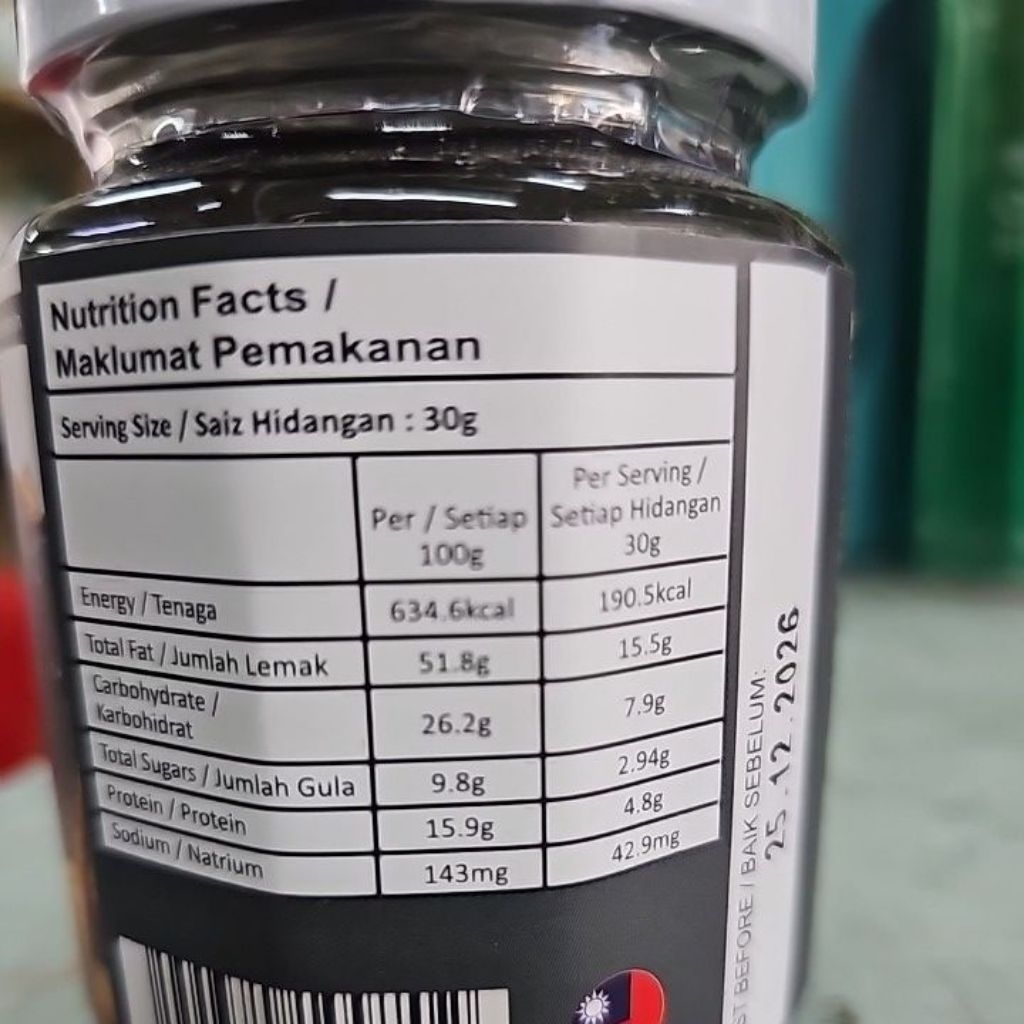 Nutrition Facts /
Maklumat Pemakanan
Serving Size / Saiz Hidangan : 30g
Per / Setiap
100g
Per Serving /
Setiap Hidangan
30g
Energy / Tenaga 634.6kcal 190.5kcal
Total Fat / Jumlah Lemak 51.8g 15.5g
Carbohydrate /
Karbohidrat 26.2g 7.9g
Total Sugars / Jumlah Gula 9.8g 2.94g
Protein / Protein 15.9g 4.8g
Sodium / Natrium 143mg 42.9mg
BEFORE / BAIK SEBELUM:
25.12.2026